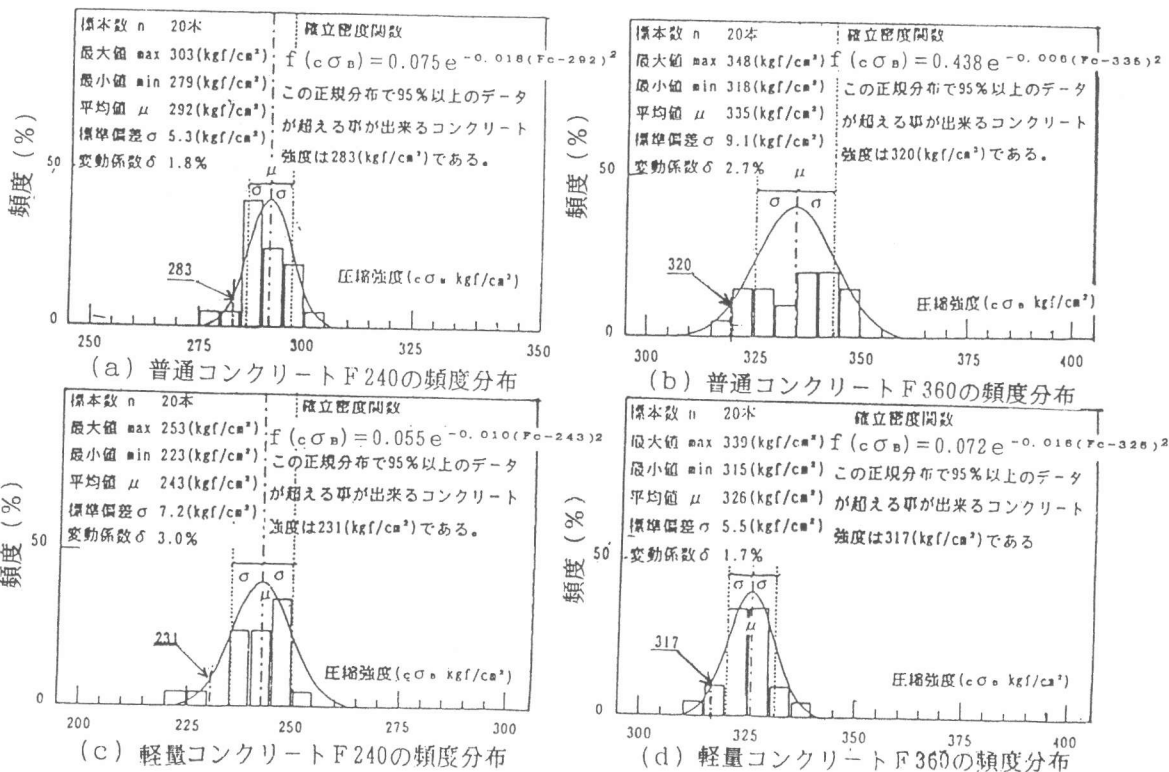 標本数 n 20本
最大値 max 303(kgf/cm²)
最小値 min 279(kgf/cm²)
平均値 μ 292(kgf/cm²)
標準偏差σ 5.3(kgf/cm²)
変動係数δ 1.8%
確立密度関数
f(cσB)=0.075e^-0.018(Fc-292)²
この正規分布で95%以上のデータ
が超える事が出来るコンクリート
強度は283(kgf/cm²)である。
頻度(%)
50
0
μ
σ σ
283
圧縮強度(cσB kgf/cm²)
250 275 300 325 350
(a) 普通コンクリートF240の頻度分布
標本数 n 20本
最大値 max 348(kgf/cm²)
最小値 min 318(kgf/cm²)
平均値 μ 335(kgf/cm²)
標準偏差σ 9.1(kgf/cm²)
変動係数δ 2.7%
確立密度関数
f(cσB)=0.438e^-0.006(Fc-335)²
この正規分布で95%以上のデータ
が超える事が出来るコンクリート
強度は320(kgf/cm²)である。
頻度(%)
50
0
μ
σ σ
320
圧縮強度(cσB kgf/cm²)
300 325 350 375 400
(b) 普通コンクリートF360の頻度分布
標本数 n 20本
最大値 max 253(kgf/cm²)
最小値 min 223(kgf/cm²)
平均値 μ 243(kgf/cm²)
標準偏差σ 7.2(kgf/cm²)
変動係数δ 3.0%
確立密度関数
f(cσB)=0.055e^-0.010(Fc-243)²
この正規分布で95%以上のデータ
が超える事が出来るコンクリート
強度は231(kgf/cm²)である。
頻度(%)
50
0
σ σ
μ
231
圧縮強度(cσB kgf/cm²)
200 225 250 275 300
(c) 軽量コンクリートF240の頻度分布
標本数 n 20本
最大値 max 339(kgf/cm²)
最小値 min 315(kgf/cm²)
平均値 μ 326(kgf/cm²)
標準偏差σ 5.5(kgf/cm²)
変動係数δ 1.7%
確立密度関数
f(cσB)=0.072e^-0.016(Fc-326)²
この正規分布で95%以上のデータ
が超える事が出来るコンクリート
強度は317(kgf/cm²)である
頻度(%)
50
0
σ σ
μ
317
圧縮強度(cσB kgf/cm²)
300 325 350 375 400
(d) 軽量コンクリートF360の頻度分布